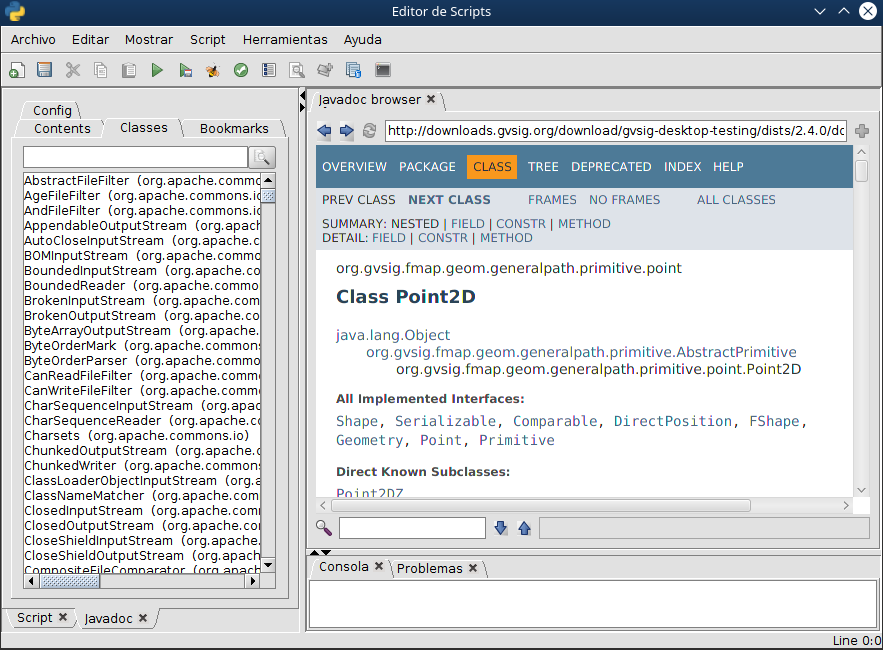 Editor de Scripts
Archivo Editar Mostrar Script Herramientas Ayuda
Config
Contents Classes Bookmarks
AbstractFileFilter (org.apache.commo
AgeFileFilter (org.apache.commons.io
AndFileFilter (org.apache.commons.
AppendableOutputStream (org.apach
AutoCloseInputStream (org.apache.c
BOMInputStream (org.apache.commo
BoundedInputStream (org.apache.co
BoundedReader (org.apache.commo
BrokenInputStream (org.apache.com
BrokenOutputStream (org.apache.co
ByteArrayOutputStream (org.apache.
ByteOrderMark (org.apache.commons
ByteOrderParser (org.apache.commo
CanReadFileFilter (org.apache.comm
CanWriteFileFilter (org.apache.comm
CharSequenceInputStream (org.apac
CharSequenceReader (org.apache.co
Charsets (org.apache.commons.io)
ChunkedOutputStream (org.apache.c
ChunkedWriter (org.apache.commons
ClassLoaderObjectInputStream (org.a
ClassNameMatcher (org.apache.com
ClosedInputStream (org.apache.com
ClosedOutputStream (org.apache.cor
CloseShieldInputStream (org.apache.
CloseShieldOutputStream (org.apach
CompositeFileComparator (org.apach
Script Javadoc
Javadoc browser
http://downloads.gvsig.org/download/gvsig-desktop-testing/dists/2.4.0/do
OVERVIEW PACKAGE CLASS TREE DEPRECATED INDEX HELP
PREV CLASS NEXT CLASS FRAMES NO FRAMES ALL CLASSES
SUMMARY: NESTED | FIELD | CONSTR | METHOD
DETAIL: FIELD | CONSTR | METHOD
org.gvsig.fmap.geom.generalpath.primitive.point
Class Point2D
java.lang.Object
org.gvsig.fmap.geom.generalpath.primitive.AbstractPrimitive
org.gvsig.fmap.geom.generalpath.primitive.point.Point2D
All Implemented Interfaces:
Shape, Serializable, Comparable, DirectPosition, FShape,
Geometry, Point, Primitive
Direct Known Subclasses:
Point2DZ
Consola Problemas
Line 0:0